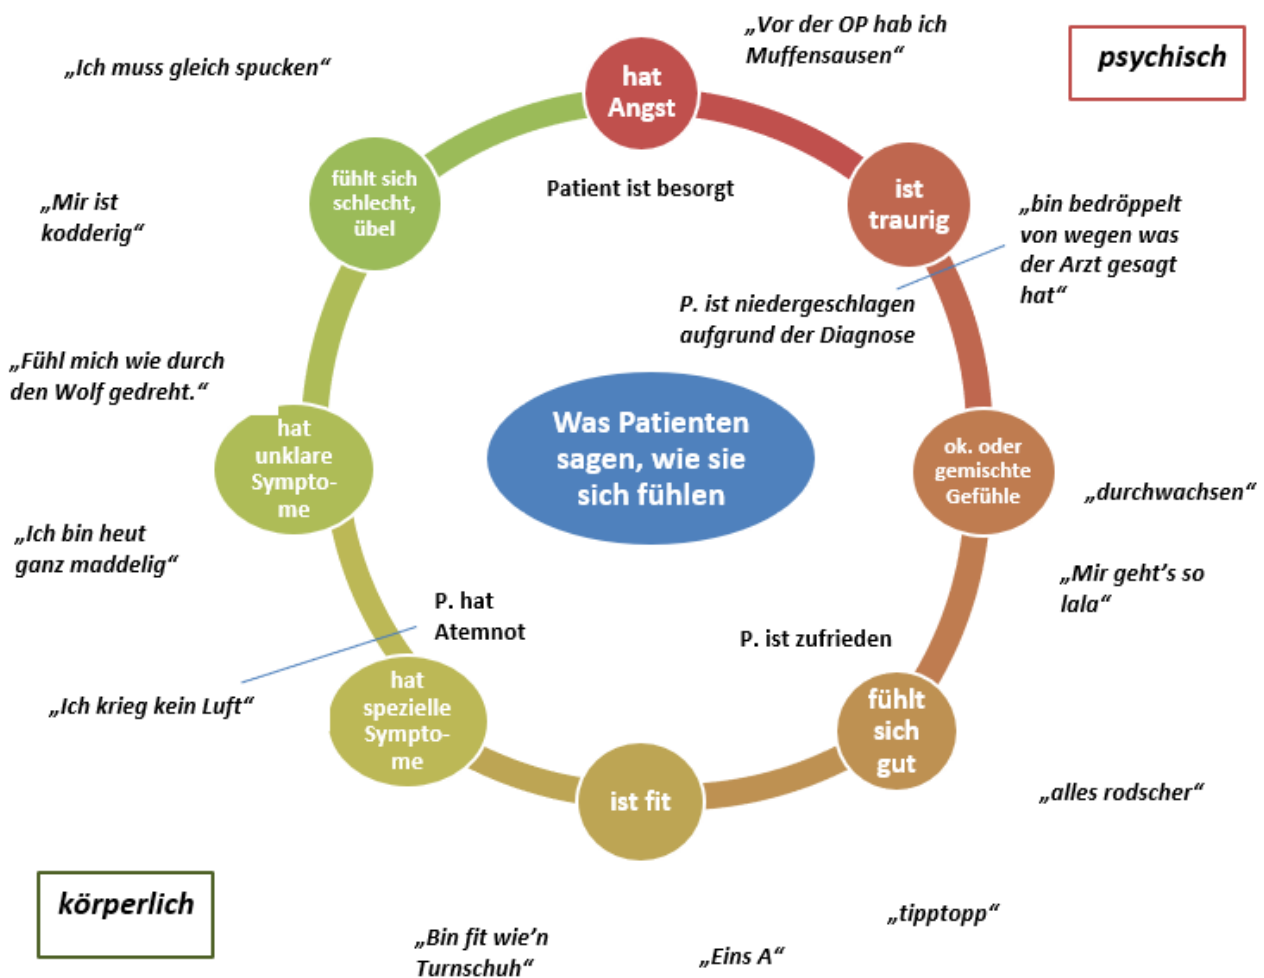 „Vor der OP hab ich
Muffensausen“
psychisch
„Ich muss gleich spucken“
hat
Angst
fühlt sich
schlecht,
übel
Patient ist besorgt
ist
traurig
„Mir ist
kodderig“
„bin bedröppelt
von wegen was
der Arzt gesagt
hat“
P. ist niedergeschlagen
aufgrund der Diagnose
„Fühl mich wie durch
den Wolf gedreht.“
Was Patienten
sagen, wie sie
sich fühlen
hat
unklare
Sympto-
me
ok. oder
gemischte
Gefühle
„durchwachsen“
„Ich bin heut
ganz maddelig“
„Mir geht’s so
lala“
P. hat
Atemnot
P. ist zufrieden
„Ich krieg kein Luft“
hat
spezielle
Sympto-
me
fühlt
sich
gut
ist fit
„alles rodscher“
körperlich
„tipptopp“
„Bin fit wie’n
Turnschuh“
„Eins A“